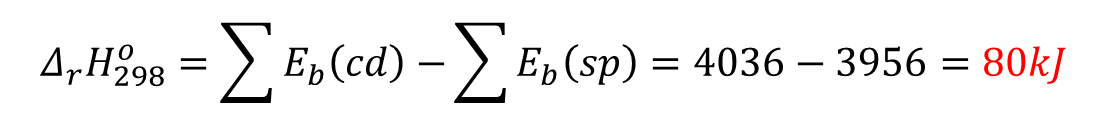 Δ_rH^o_298 = ∑ E_b(cd) − ∑ E_b(sp) = 4036 − 3956 = 80kJ